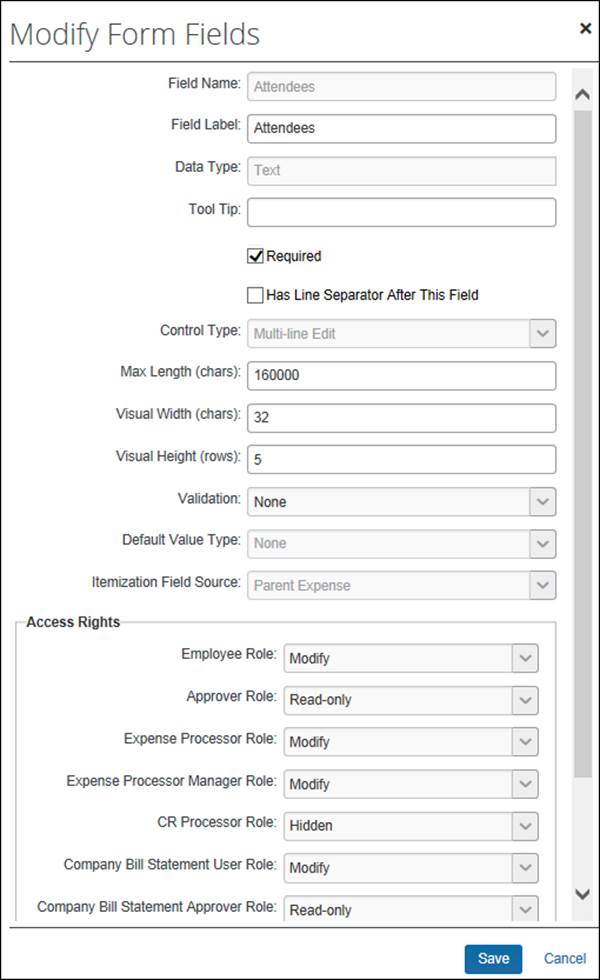 Modify Form Fields ×
Field Name: Attendees
Field Label: Attendees
Data Type: Text
Tool Tip:
Required
Has Line Separator After This Field
Control Type: Multi-line Edit
Max Length (chars): 160000
Visual Width (chars): 32
Visual Height (rows): 5
Validation: None
Default Value Type: None
Itemization Field Source: Parent Expense
Access Rights
Employee Role: Modify
Approver Role: Read-only
Expense Processor Role: Modify
Expense Processor Manager Role: Modify
CR Processor Role: Hidden
Company Bill Statement User Role: Modify
Company Bill Statement Approver Role: Read-only
Save Cancel